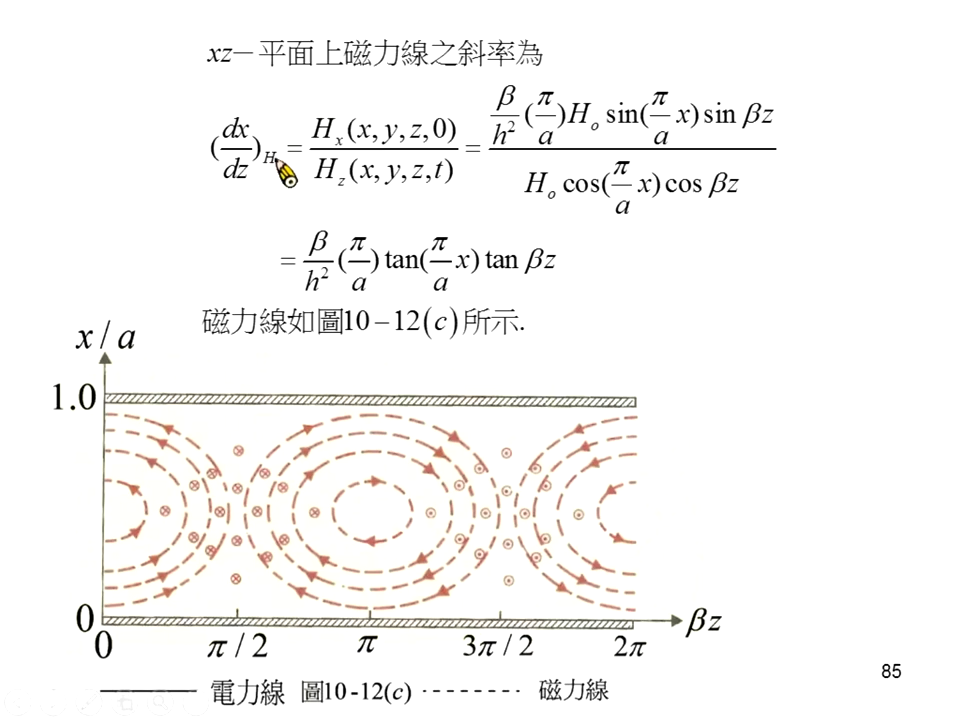 xz－平面上磁力線之斜率為
(dx/dz)_H = H_x(x, y, z, 0) / H_z(x, y, z, t) = [β/h² (π/a) H_o sin(π/a x) sin βz] / [H_o cos(π/a x) cos βz]
= β/h² (π/a) tan(π/a x) tan βz
磁力線如圖10－12(c)所示.
x/a
1.0
0
βz
0 π/2 π 3π/2 2π
電力線 圖10-12(c) 磁力線
85